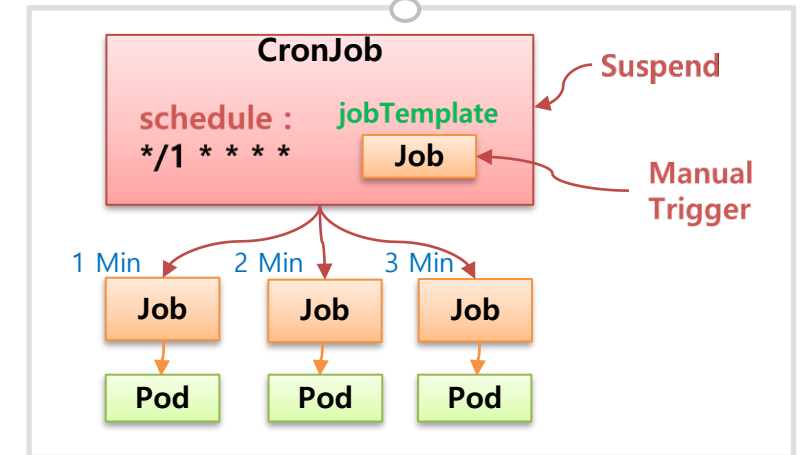 CronJob
Suspend
schedule :
jobTemplate
*/1 * * * *
Job
Manual
Trigger
1 Min
2 Min
3 Min
Job
Job
Job
Pod
Pod
Pod